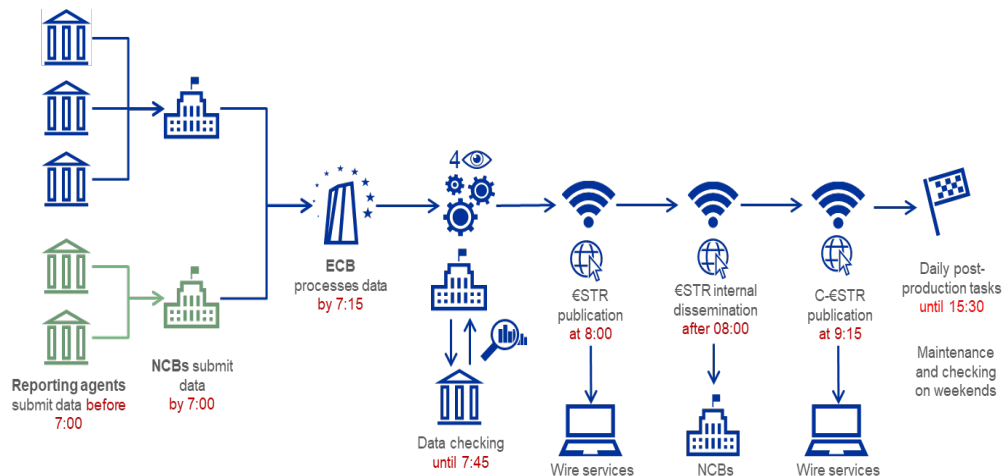 Reporting agents
submit data before
7:00
NCBs submit
data
by 7:00
ECB
processes data
by 7:15
4
Data checking
until 7:45
€STR
publication
at 8:00
Wire services
€STR internal
dissemination
after 08:00
NCBs
C-€STR
publication
at 9:15
Wire services
Daily post-
production tasks
until 15:30
Maintenance
and checking
on weekends